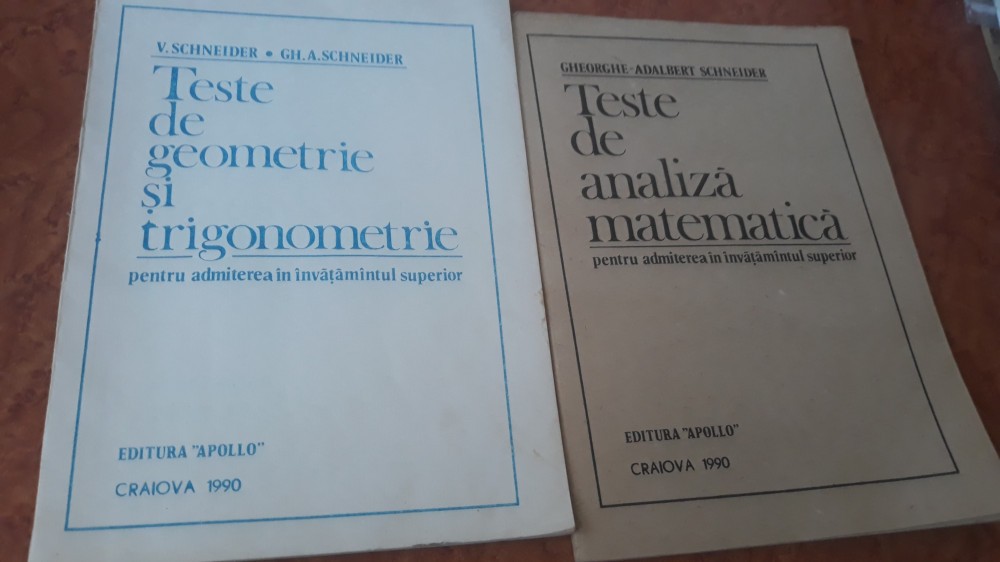 V. SCHNEIDER • GH. A. SCHNEIDER
Teste
de
geometrie
și
trigonometrie
pentru admiterea în învățămîntul superior
EDITURA "APOLLO"
CRAIOVA 1990
GHEORGHE-ADALBERT SCHNEIDER
Teste
de
analiză
matematică
pentru admiterea în învățămîntul superior
EDITURA "APOLLO"
CRAIOVA 1990